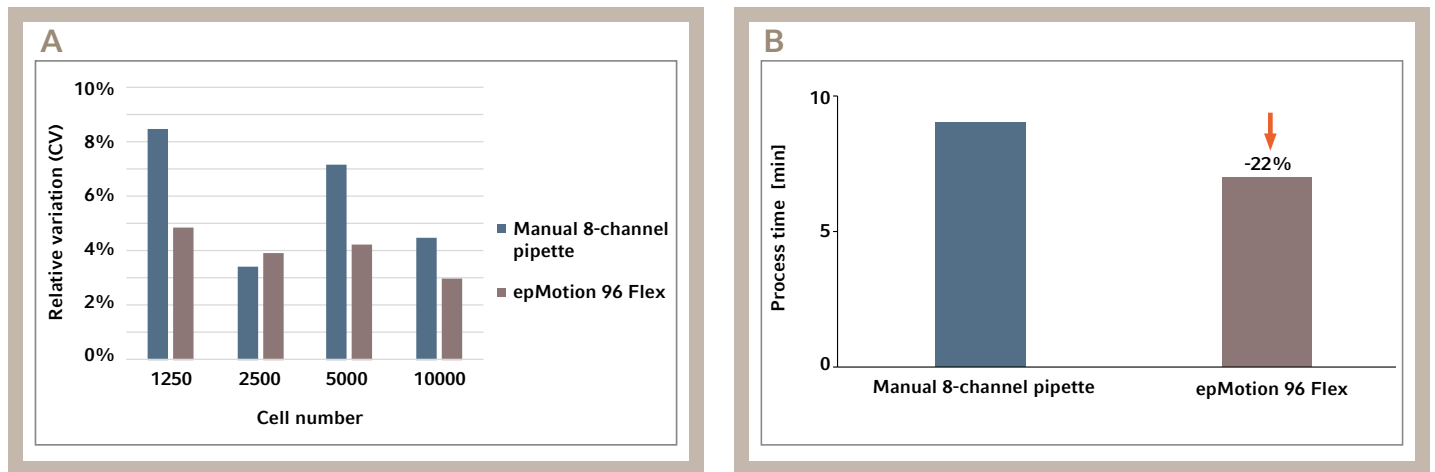 A
10%
8%
6%
4%
2%
0%
Relative variation (CV)
1250 2500 5000 10000
Cell number
Manual 8-channel
pipette
epMotion 96 Flex
B
10
5
0
Process time [min]
-22%
Manual 8-channel pipette
epMotion 96 Flex